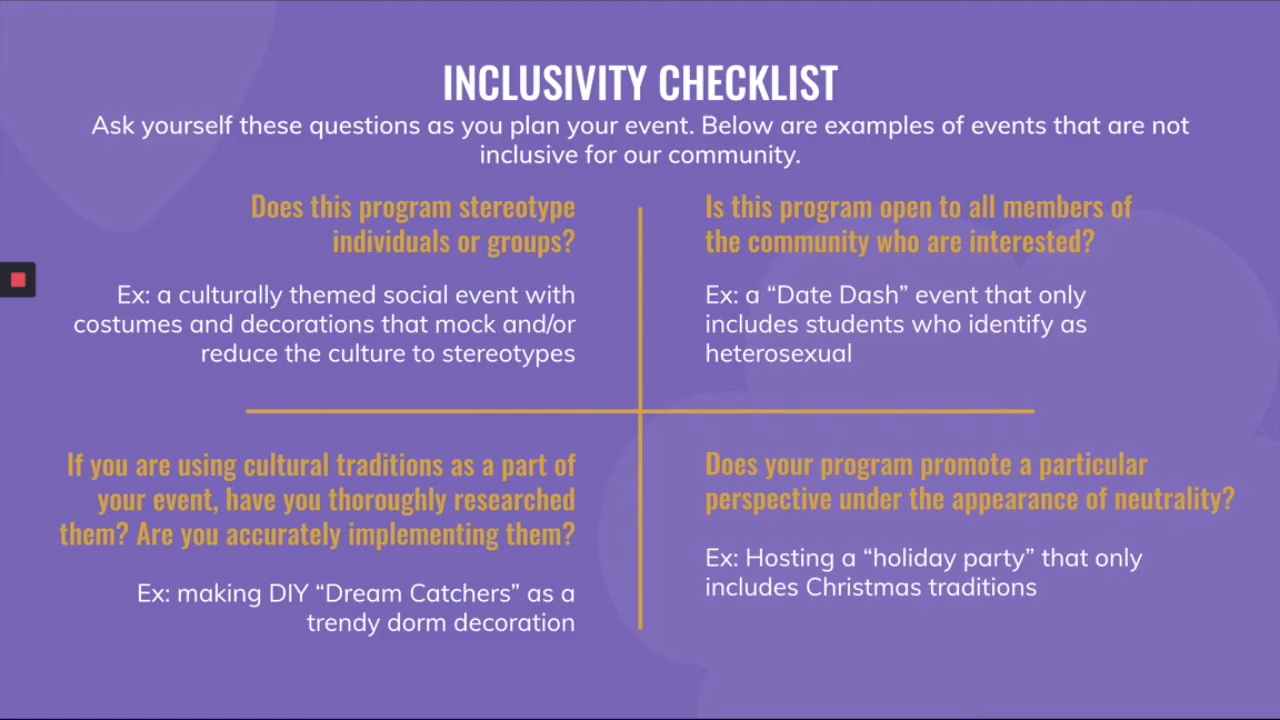 INCLUSIVITY CHECKLIST
Ask yourself these questions as you plan your event. Below are examples of events that are not
inclusive for our community.
Does this program stereotype
individuals or groups?
Ex: a culturally themed social event with
costumes and decorations that mock and/or
reduce the culture to stereotypes
Is this program open to all members of
the community who are interested?
Ex: a “Date Dash” event that only
includes students who identify as
heterosexual
If you are using cultural traditions as a part of
your event, have you thoroughly researched
them? Are you accurately implementing them?
Ex: making DIY “Dream Catchers” as a
trendy dorm decoration
Does your program promote a particular
perspective under the appearance of neutrality?
Ex: Hosting a “holiday party” that only
includes Christmas traditions